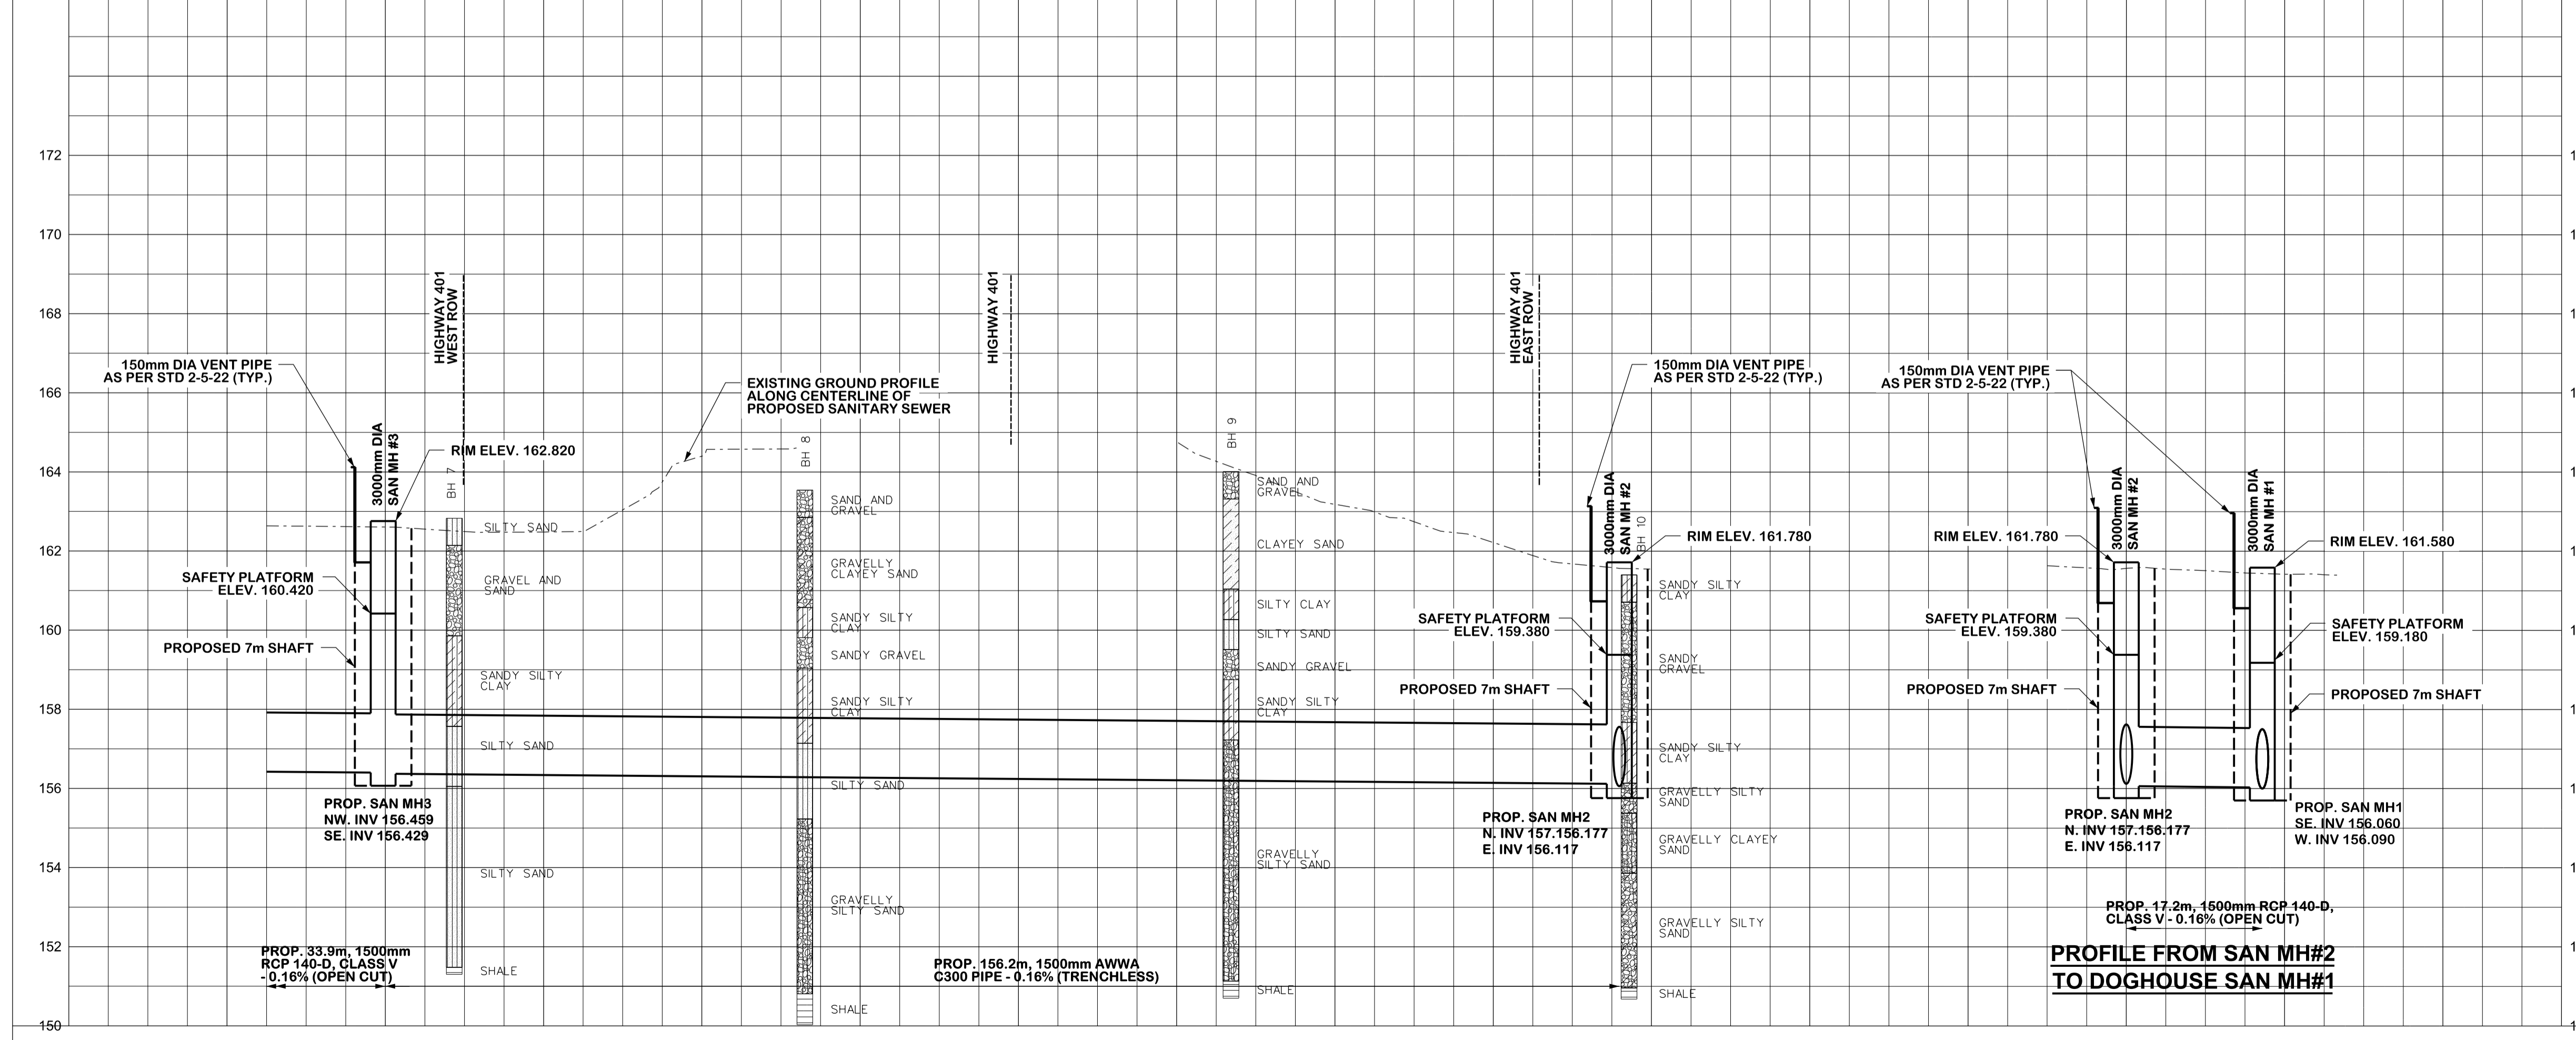 172
170
168
166
164
162
160
158
156
154
152
150
HIGHWAY 401
WEST ROW
HIGHWAY 401
HIGHWAY 401
EAST ROW
150mm DIA VENT PIPE
AS PER STD 2-5-22 (TYP.)
3000mm DIA
SAN MH #3
RIM ELEV. 162.820
EXISTING GROUND PROFILE
ALONG CENTERLINE OF
PROPOSED SANITARY SEWER
SAFETY PLATFORM
ELEV. 160.420
PROPOSED 7m SHAFT
PROP. SAN MH3
NW. INV 156.459
SE. INV 156.429
PROP. 33.9m, 1500mm
RCP 140-D, CLASS V
- 0.16% (OPEN CUT)
BH 7
SILTY SAND
GRAVEL AND
SAND
SANDY SILTY
CLAY
SILTY SAND
SILTY SAND
SHALE
BH 8
SAND AND
GRAVEL
GRAVELLY
CLAYEY SAND
SANDY SILTY
CLAY
SANDY GRAVEL
SANDY SILTY
CLAY
SILTY SAND
GRAVELLY
SILTY SAND
SHALE
PROP. 156.2m, 1500mm AWWA
C300 PIPE - 0.16% (TRENCHLESS)
BH 9
SAND AND
GRAVEL
CLAYEY SAND
SILTY CLAY
SILTY SAND
SANDY GRAVEL
SANDY SILTY
CLAY
GRAVELLY
SILTY SAND
SHALE
150mm DIA VENT PIPE
AS PER STD 2-5-22 (TYP.)
3000mm DIA
SAN MH #2
BH 10
RIM ELEV. 161.780
SAFETY PLATFORM
ELEV. 159.380
PROPOSED 7m SHAFT
PROP. SAN MH2
N. INV 157.156.177
E. INV 156.117
SANDY SILTY
CLAY
SANDY
GRAVEL
SANDY SILTY
CLAY
GRAVELLY SILTY
SAND
GRAVELLY CLAYEY
SAND
GRAVELLY SILTY
SAND
SHALE
150mm DIA VENT PIPE
AS PER STD 2-5-22 (TYP.)
3000mm DIA
SAN MH #2
3000mm DIA
SAN MH #1
RIM ELEV. 161.780
RIM ELEV. 161.580
SAFETY PLATFORM
ELEV. 159.380
SAFETY PLATFORM
ELEV. 159.180
PROPOSED 7m SHAFT
PROPOSED 7m SHAFT
PROP. SAN MH2
N. INV 157.156.177
E. INV 156.117
PROP. SAN MH1
SE. INV 156.060
W. INV 156.090
PROP. 17.2m, 1500mm RCP 140-D,
CLASS V - 0.16% (OPEN CUT)
PROFILE FROM SAN MH#2
TO DOGHOUSE SAN MH#1